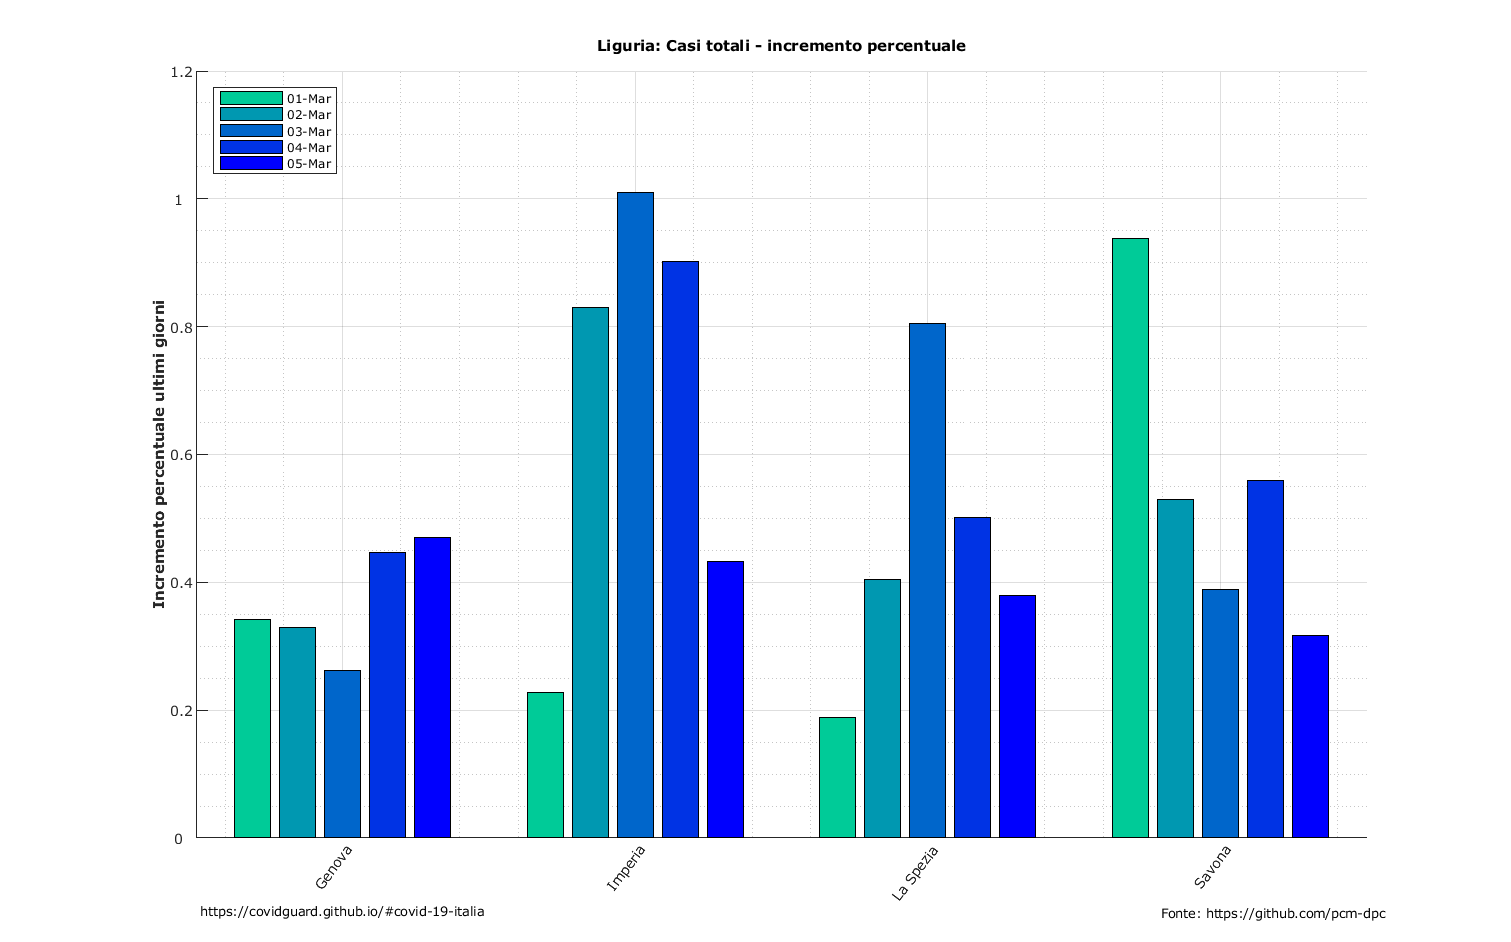 Liguria: Casi totali - incremento percentuale
1.2
1
0.8
0.6
0.4
0.2
0
Incremento percentuale ultimi giorni
01-Mar
02-Mar
03-Mar
04-Mar
05-Mar
Genova
Imperia
La Spezia
Savona
https://covidguard.github.io/#covid-19-italia
Fonte: https://github.com/pcm-dpc